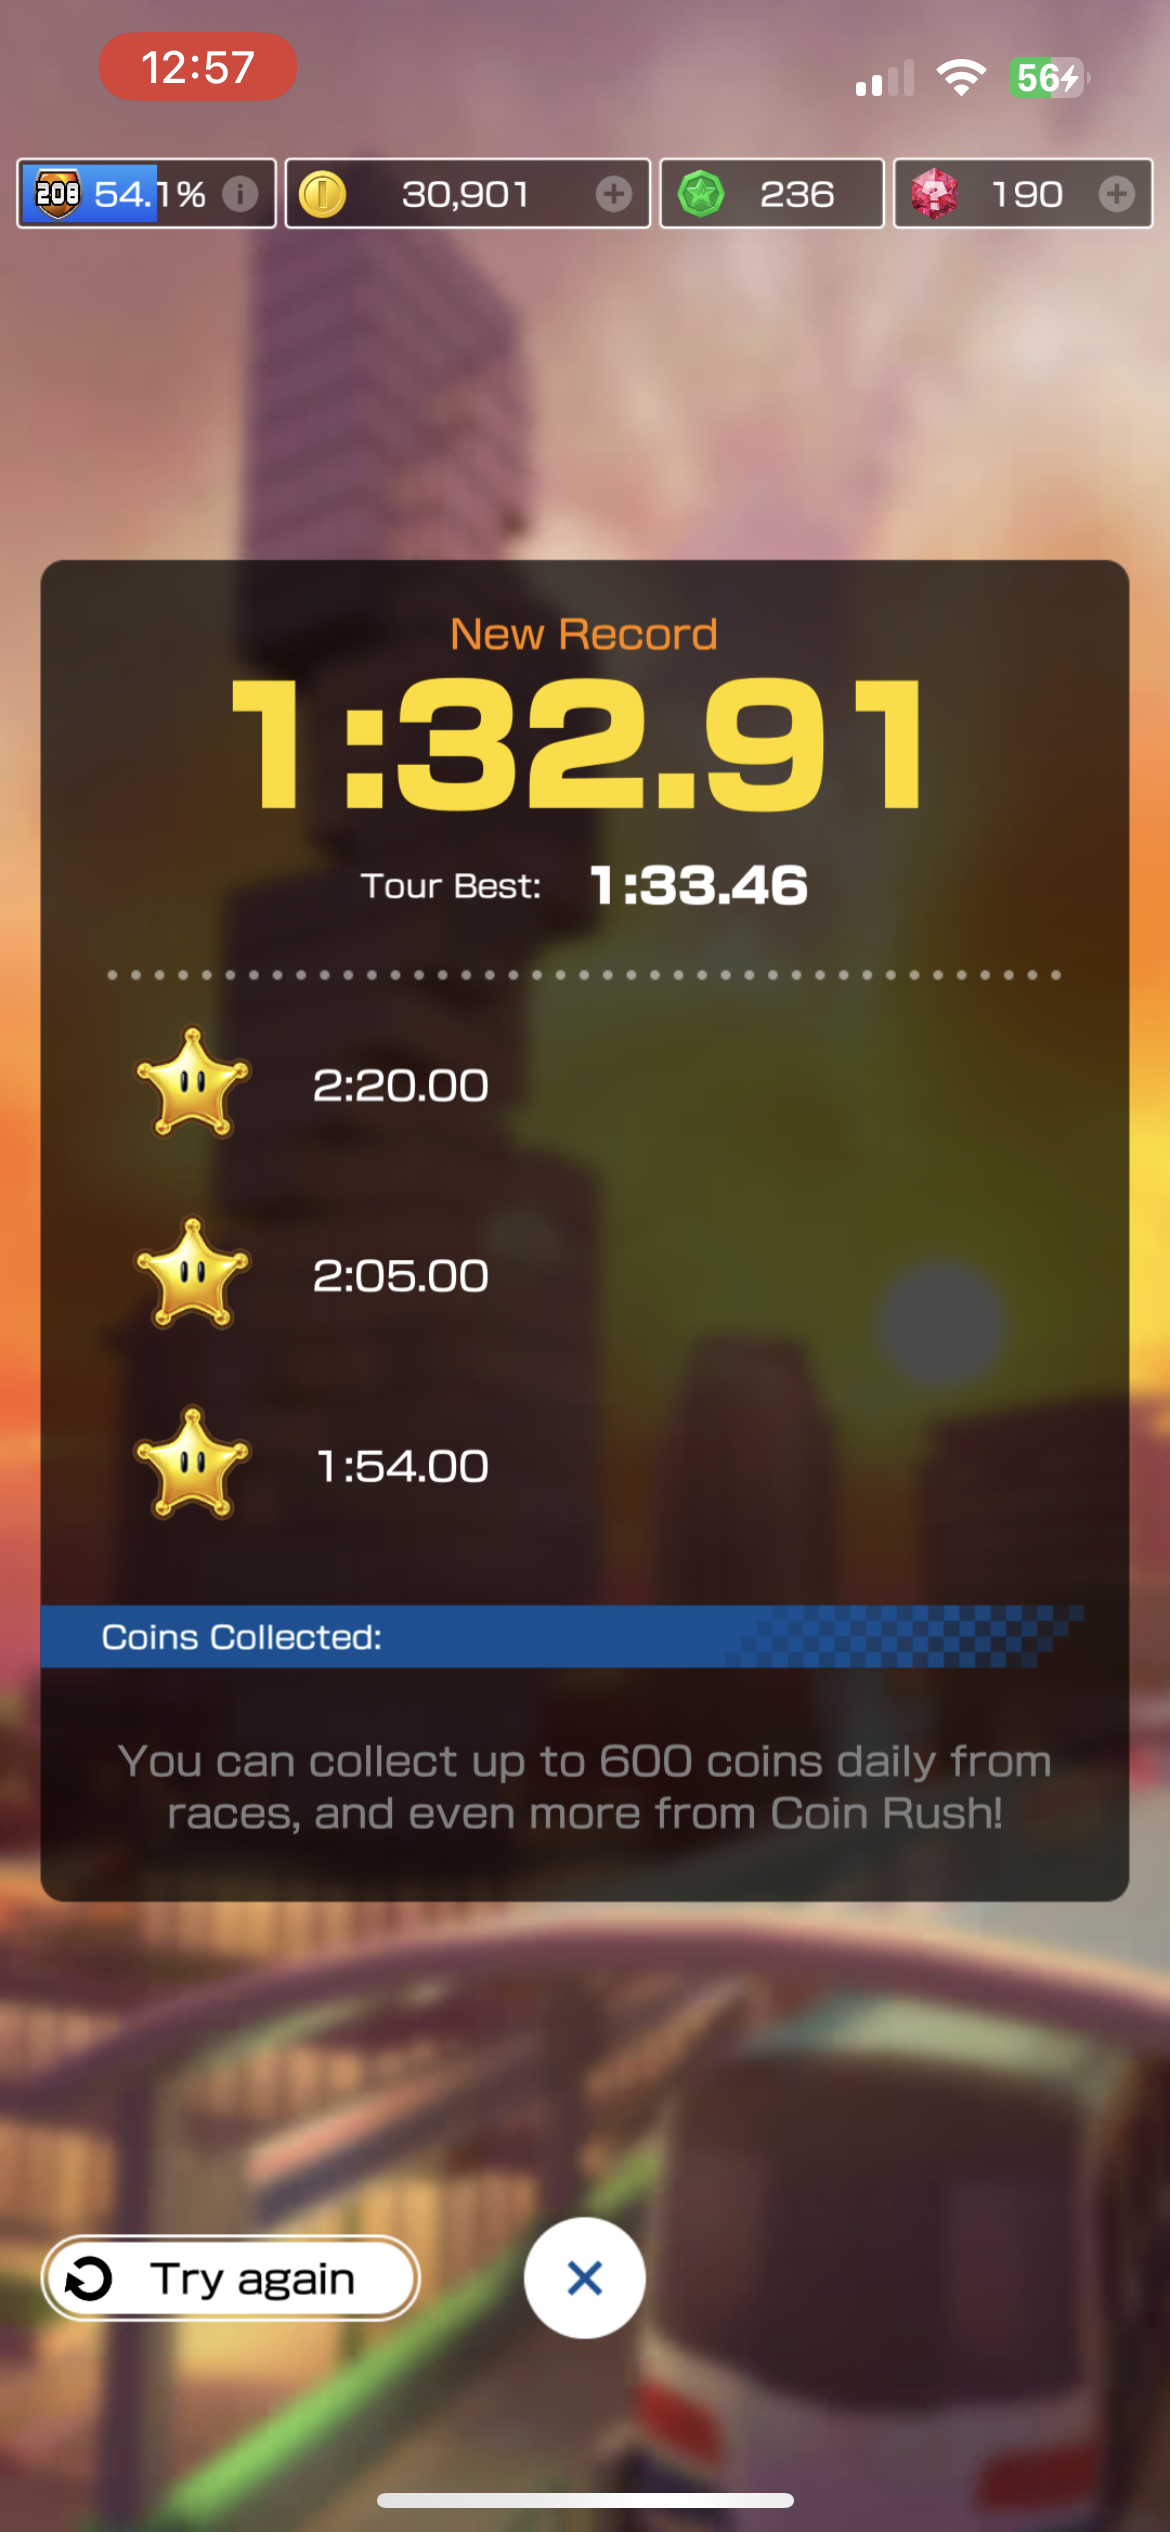 12:57
56
208 54.1%
30,901
236
190
New Record
1:32.91
Tour Best: 1:33.46
2:20.00
2:05.00
1:54.00
Coins Collected:
You can collect up to 600 coins daily from
races, and even more from Coin Rush!
Try again